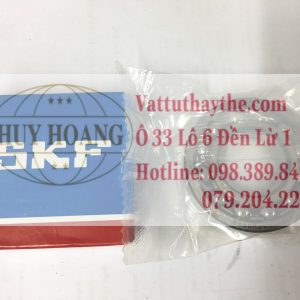 HUY HOANG
SKF
Vattuthaythe.com
Ô 33 Lô 6 Đền Lừ 1
Hotline: 098.389.84
079.204.22